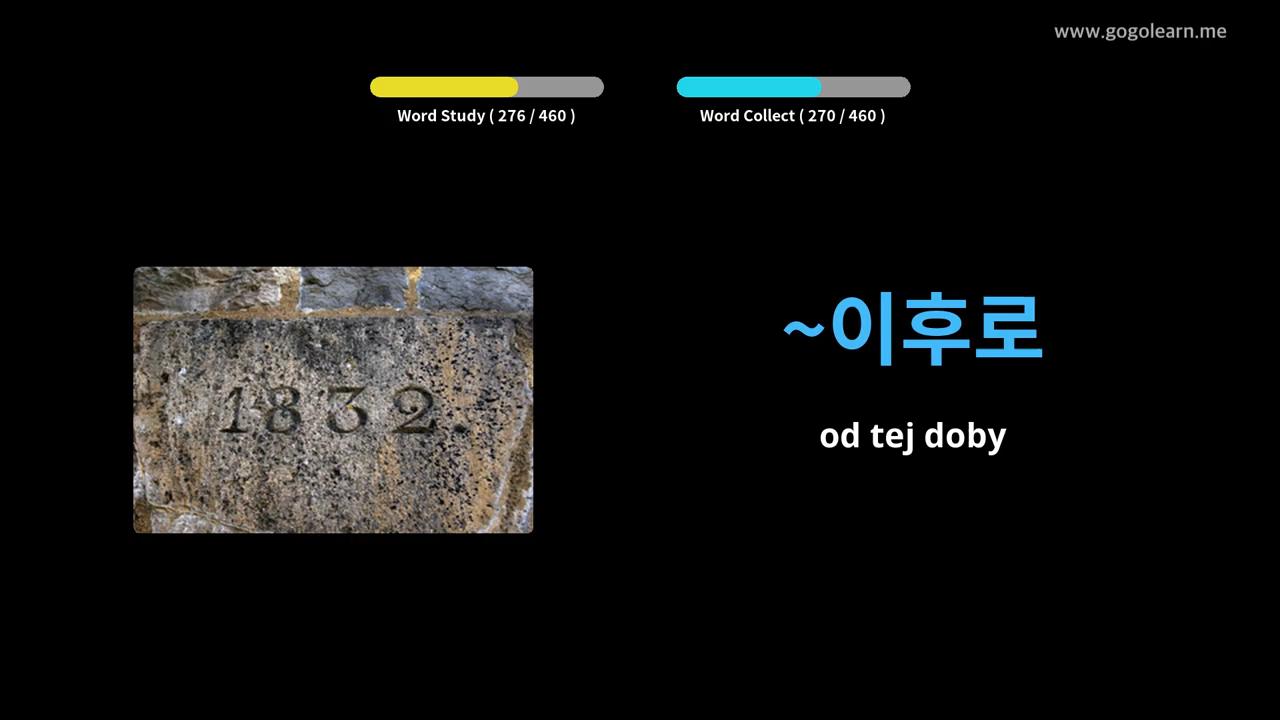 www.gogolearn.me
Word Study ( 276 / 460 )
Word Collect ( 270 / 460 )
1832.
~이후로
od tej doby